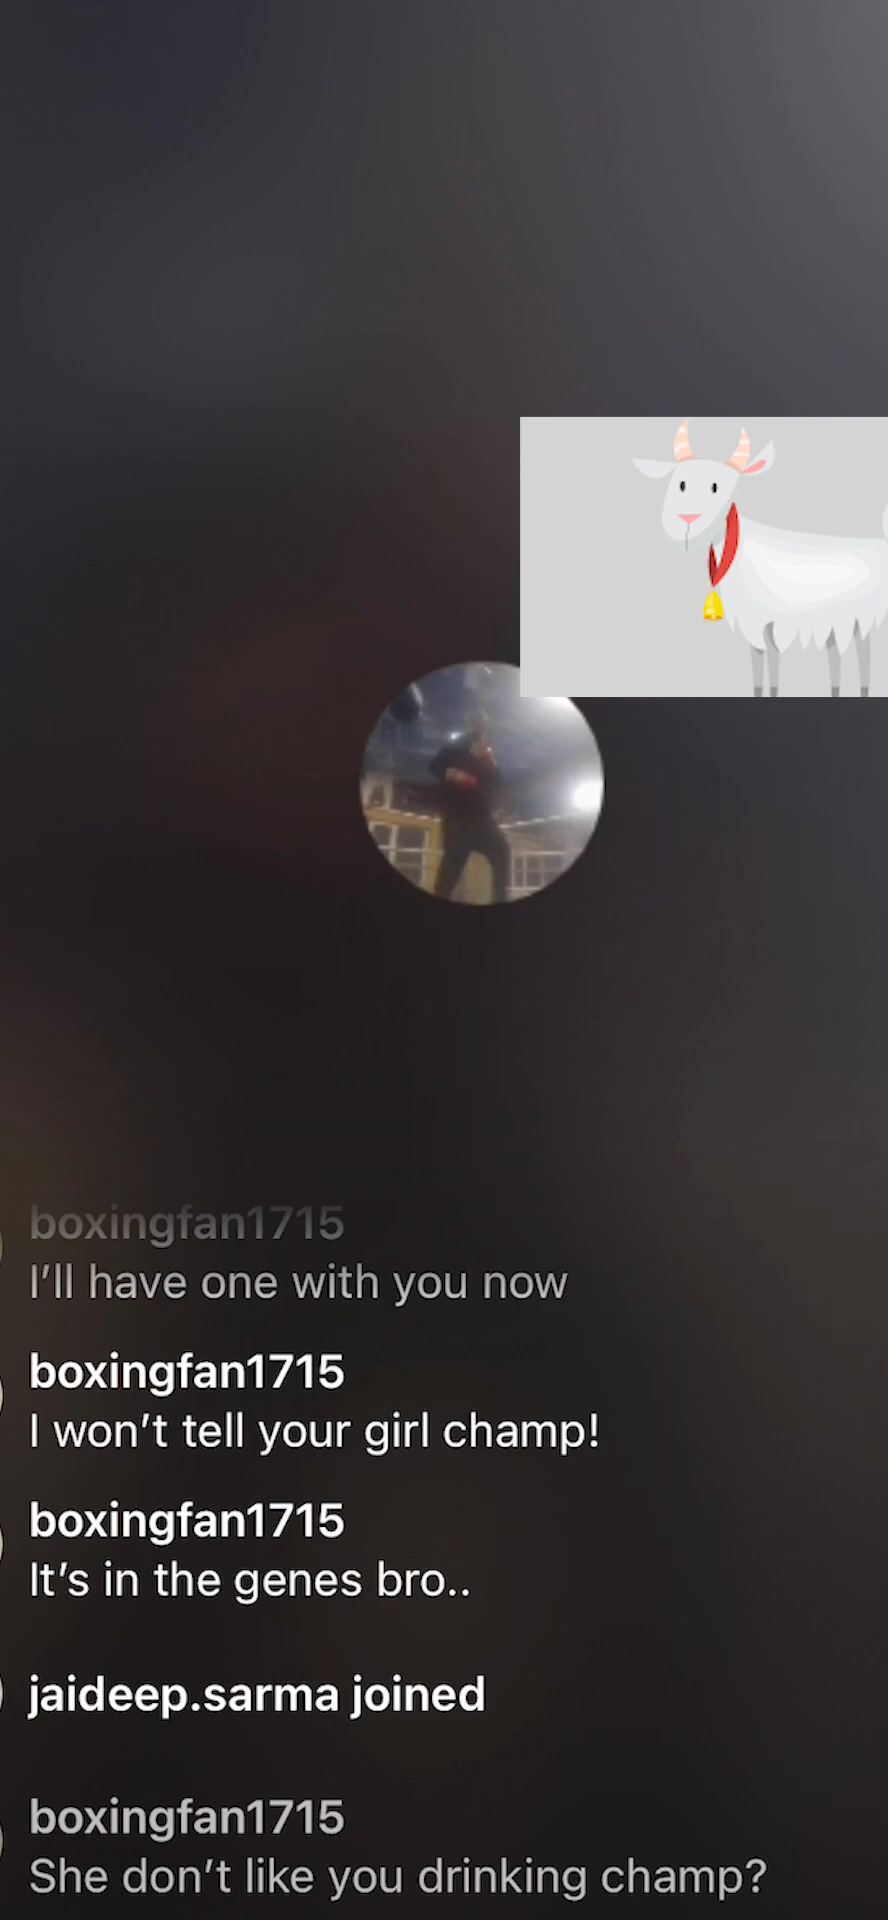 boxingfan1715
I’ll have one with you now
boxingfan1715
I won’t tell your girl champ!
boxingfan1715
It’s in the genes bro..
jaideep.sarma joined
boxingfan1715
She don’t like you drinking champ?